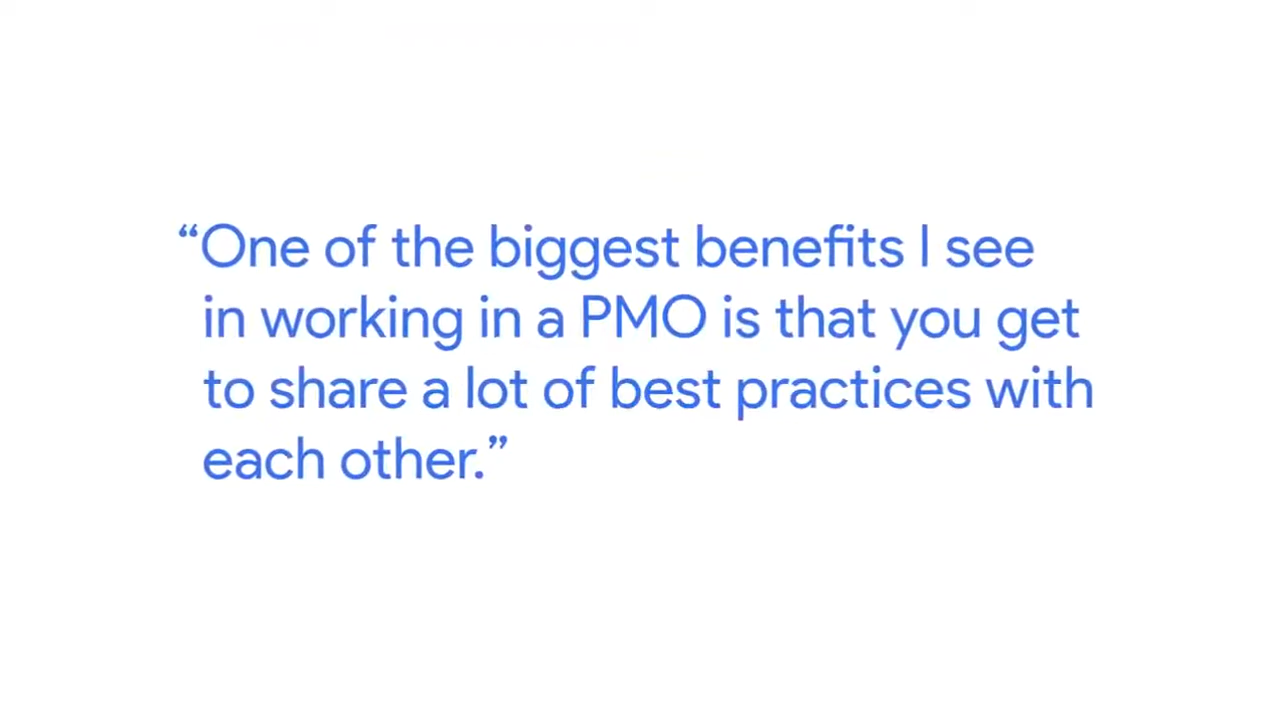 “One of the biggest benefits I see
in working in a PMO is that you get
to share a lot of best practices with
each other.”